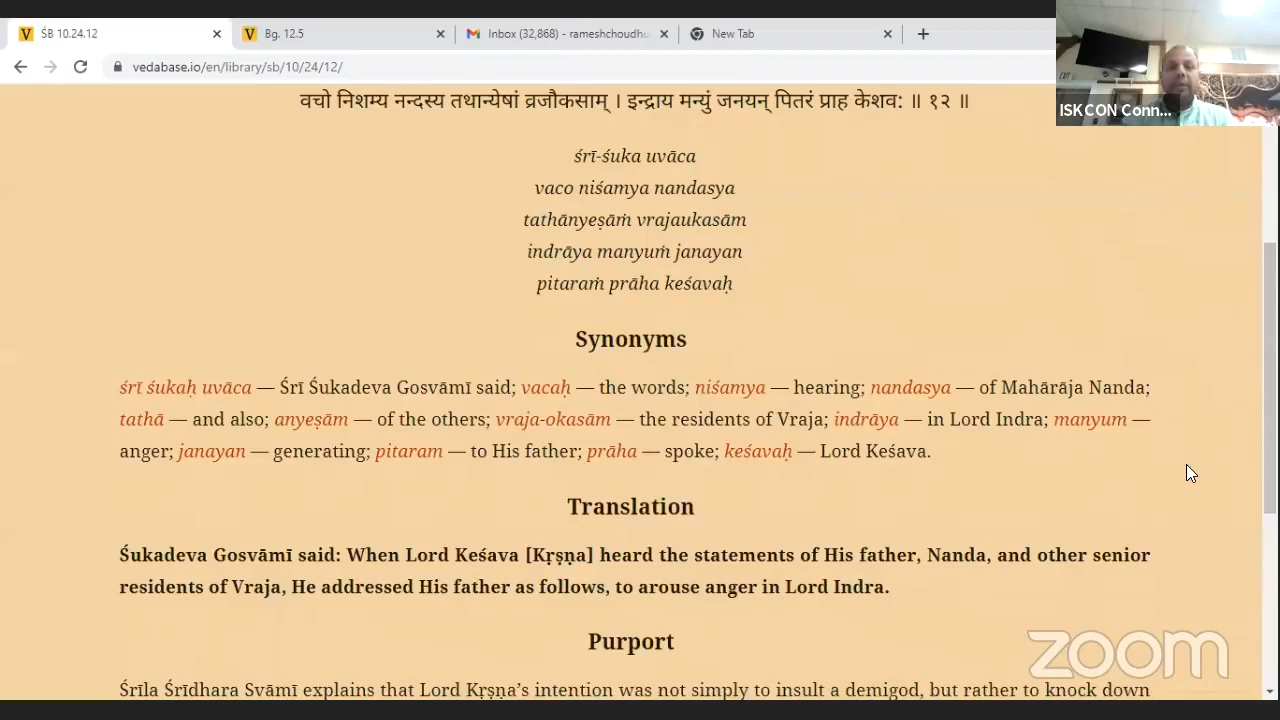 ŚB 10.24.12
Bg. 12.5
Inbox (32,868) - rameshchoudhu
New Tab
vedabase.io/en/library/sb/10/24/12/
ISKCON Conn...
वचो निशम्य नन्दस्य तथान्येषां व्रजौकसाम् । इन्द्राय मन्युं जनयन् पितरं प्राह केशव: ॥ १२ ॥
śrī-śuka uvāca
vaco niśamya nandasya
tathānyeṣāṁ vrajaukasām
indrāya manyuṁ janayan
pitaraṁ prāha keśavaḥ
Synonyms
śrī śukaḥ uvāca — Śrī Śukadeva Gosvāmī said; vacaḥ — the words; niśamya — hearing; nandasya — of Mahārāja Nanda;
tathā — and also; anyeṣām — of the others; vraja-okasām — the residents of Vraja; indrāya — in Lord Indra; manyum —
anger; janayan — generating; pitaram — to His father; prāha — spoke; keśavaḥ — Lord Keśava.
Translation
Śukadeva Gosvāmī said: When Lord Keśava [Kṛṣṇa] heard the statements of His father, Nanda, and other senior
residents of Vraja, He addressed His father as follows, to arouse anger in Lord Indra.
Purport
Śrīla Śrīdhara Svāmī explains that Lord Kṛṣṇa's intention was not simply to insult a demigod, but rather to knock down
zoom